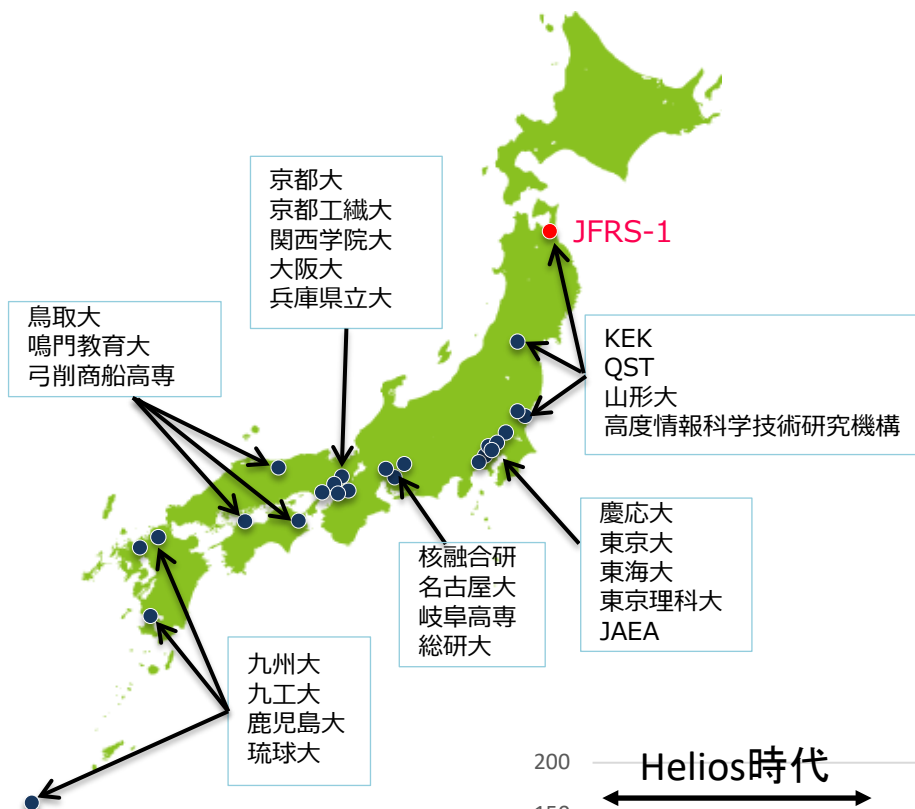 京都大
京都工繊大
関西学院大
大阪大
兵庫県立大
JFRS-1
鳥取大
鳴門教育大
弓削商船高専
KEK
QST
山形大
高度情報科学技術研究機構
慶応大
東京大
東海大
東京理科大
JAEA
核融合研
名古屋大
岐阜高専
総研大
九州大
九工大
鹿児島大
琉球大
200
Helios時代
150